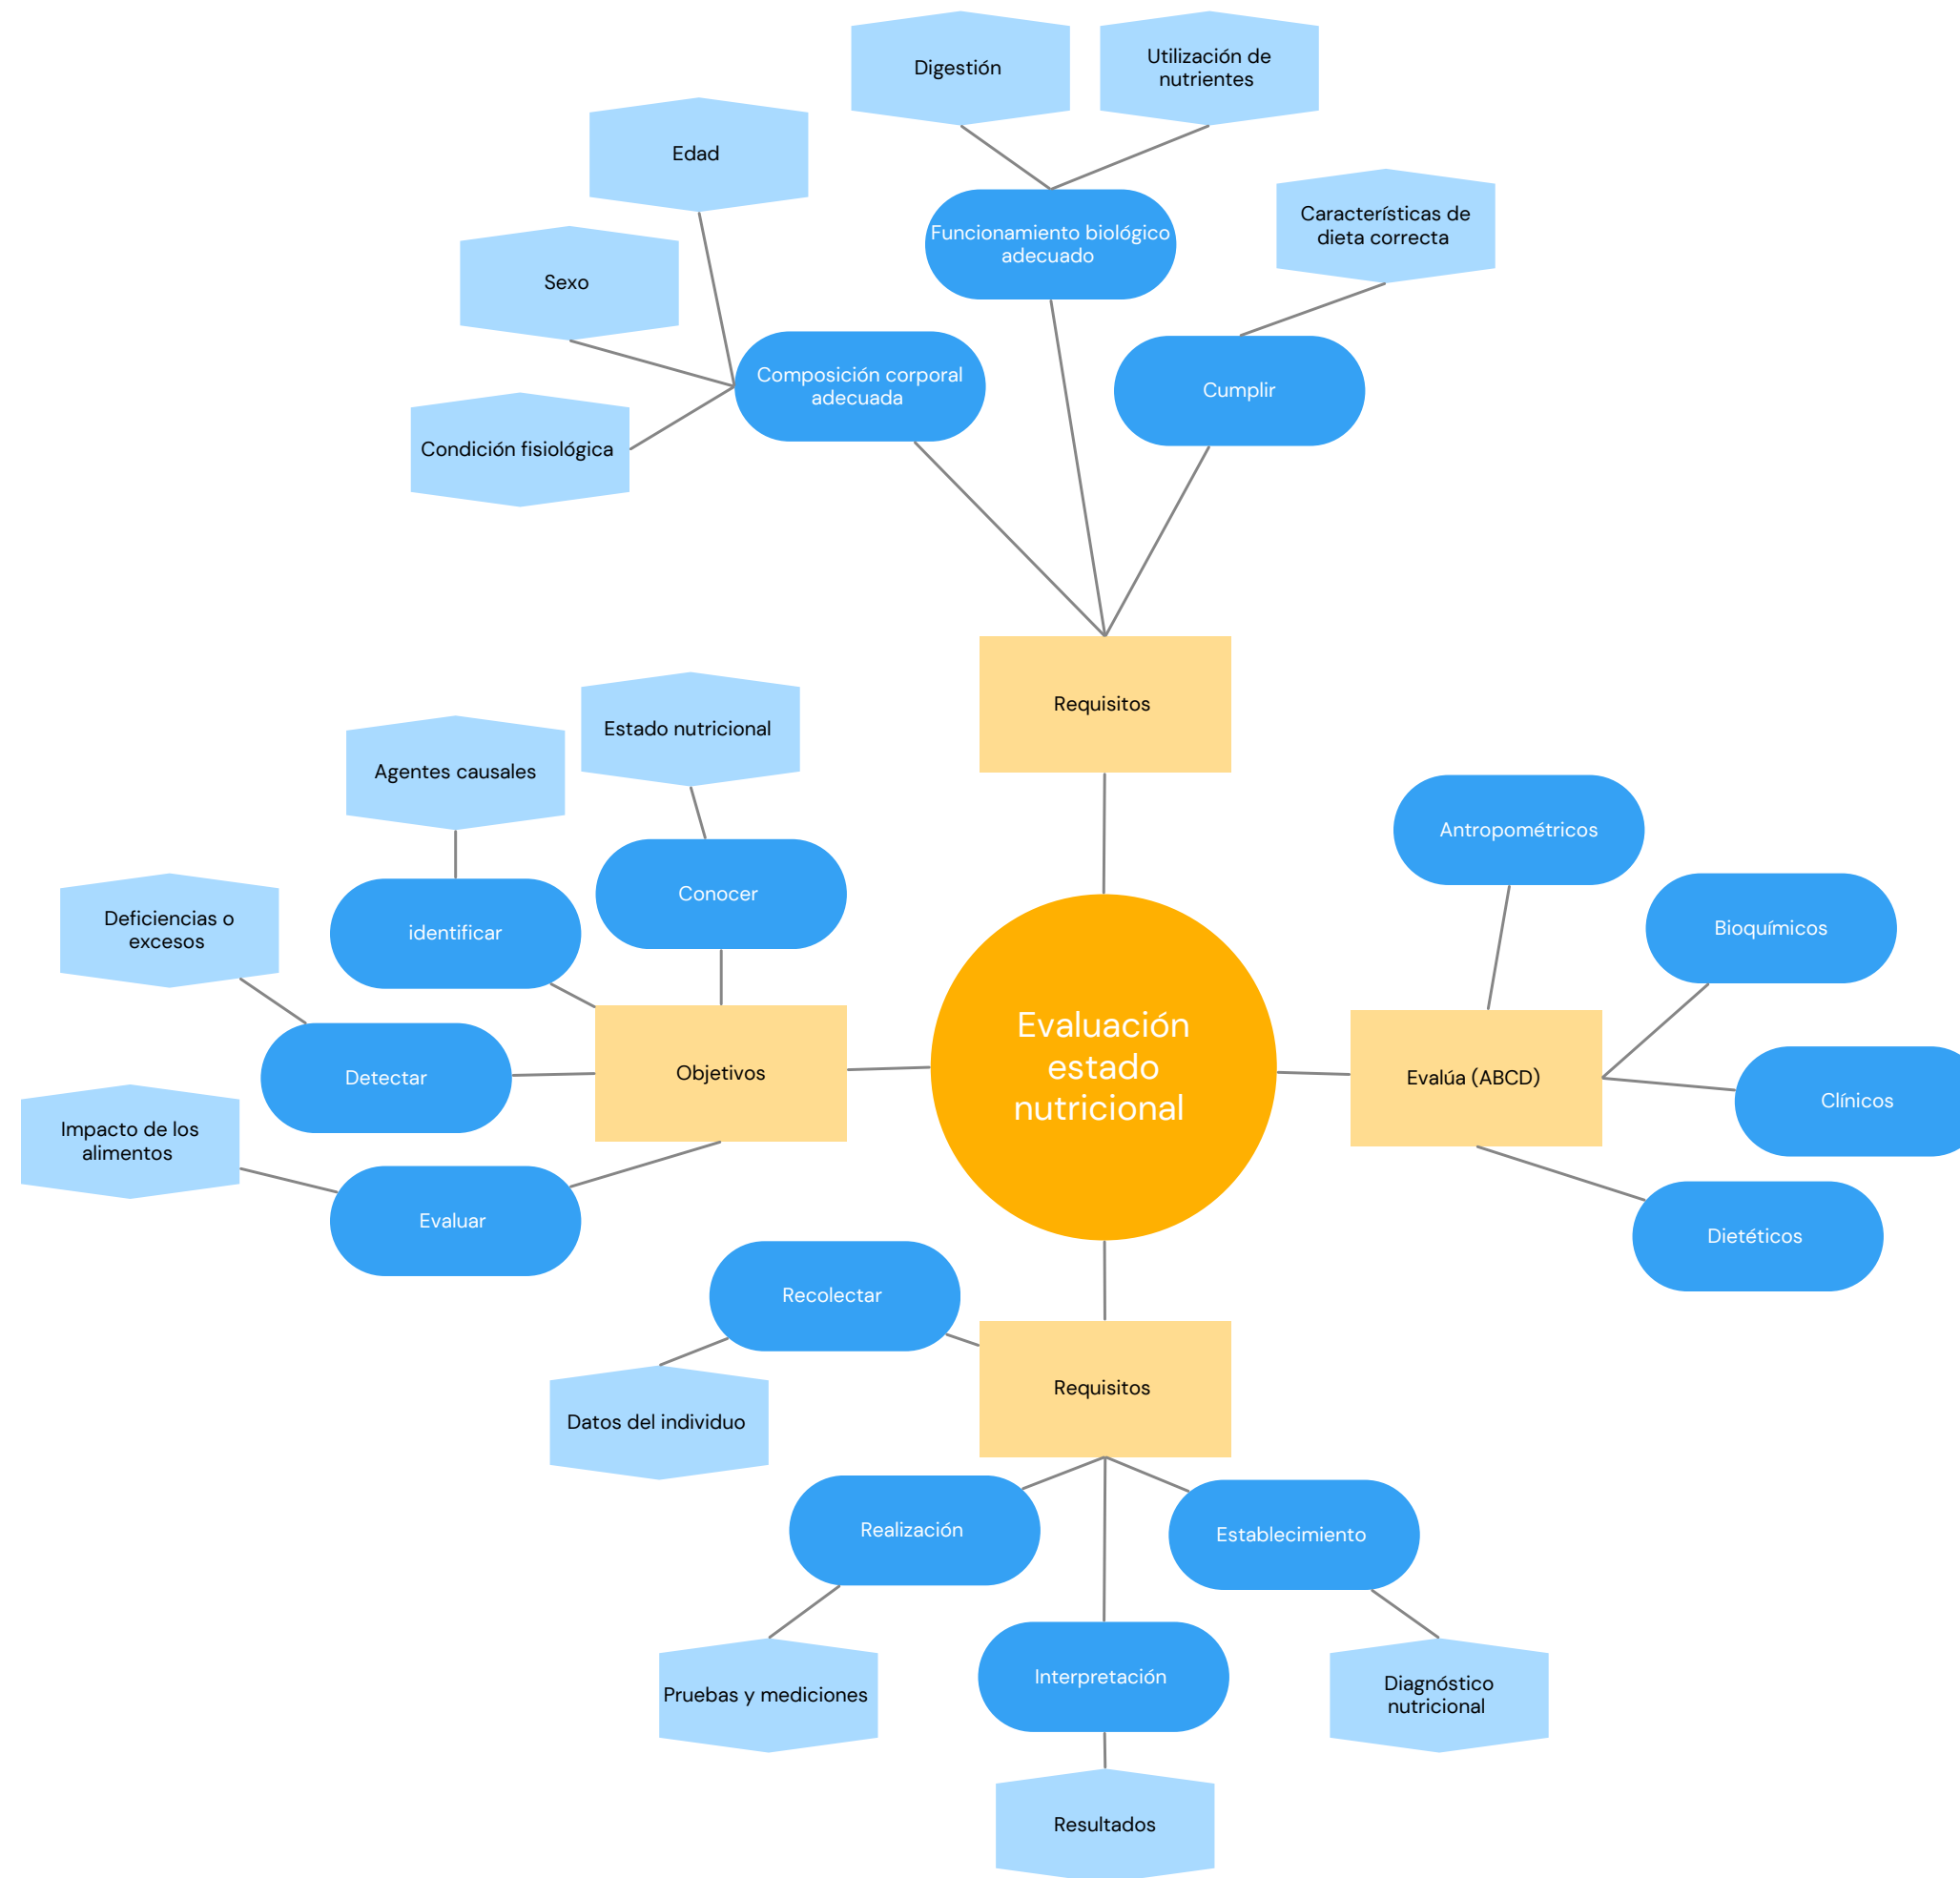 Digestión
Utilización de
nutrientes
Edad
Características de
dieta correcta
Funcionamiento biológico
adecuado
Sexo
Composición corporal
adecuada
Cumplir
Condición fisiológica
Requisitos
Estado nutricional
Agentes causales
Antropométricos
Conocer
Deficiencias o
excesos
identificar
Bioquímicos
Evaluación
estado
nutricional
Objetivos
Detectar
Evalúa (ABCD)
Clínicos
Impacto de los
alimentos
Evaluar
Dietéticos
Recolectar
Requisitos
Datos del individuo
Realización
Establecimiento
Interpretación
Pruebas y mediciones
Diagnóstico
nutricional
Resultados